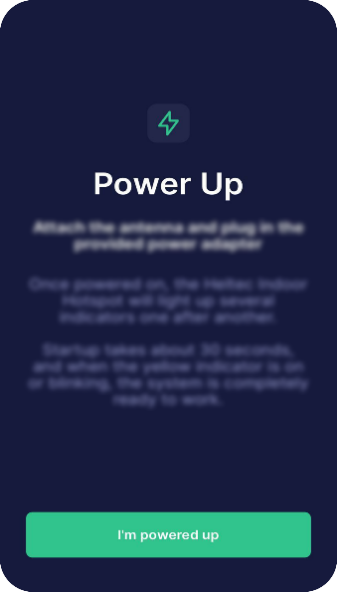 Power Up
Attach the antenna and plug in the
provided power adapter
Once powered on, the Heltec Indoor
Hotspot will light up several
indicators one after another.
Startup takes about 30 seconds,
and when the yellow indicator is on
or blinking, the system is completely
ready to work.
I'm powered up